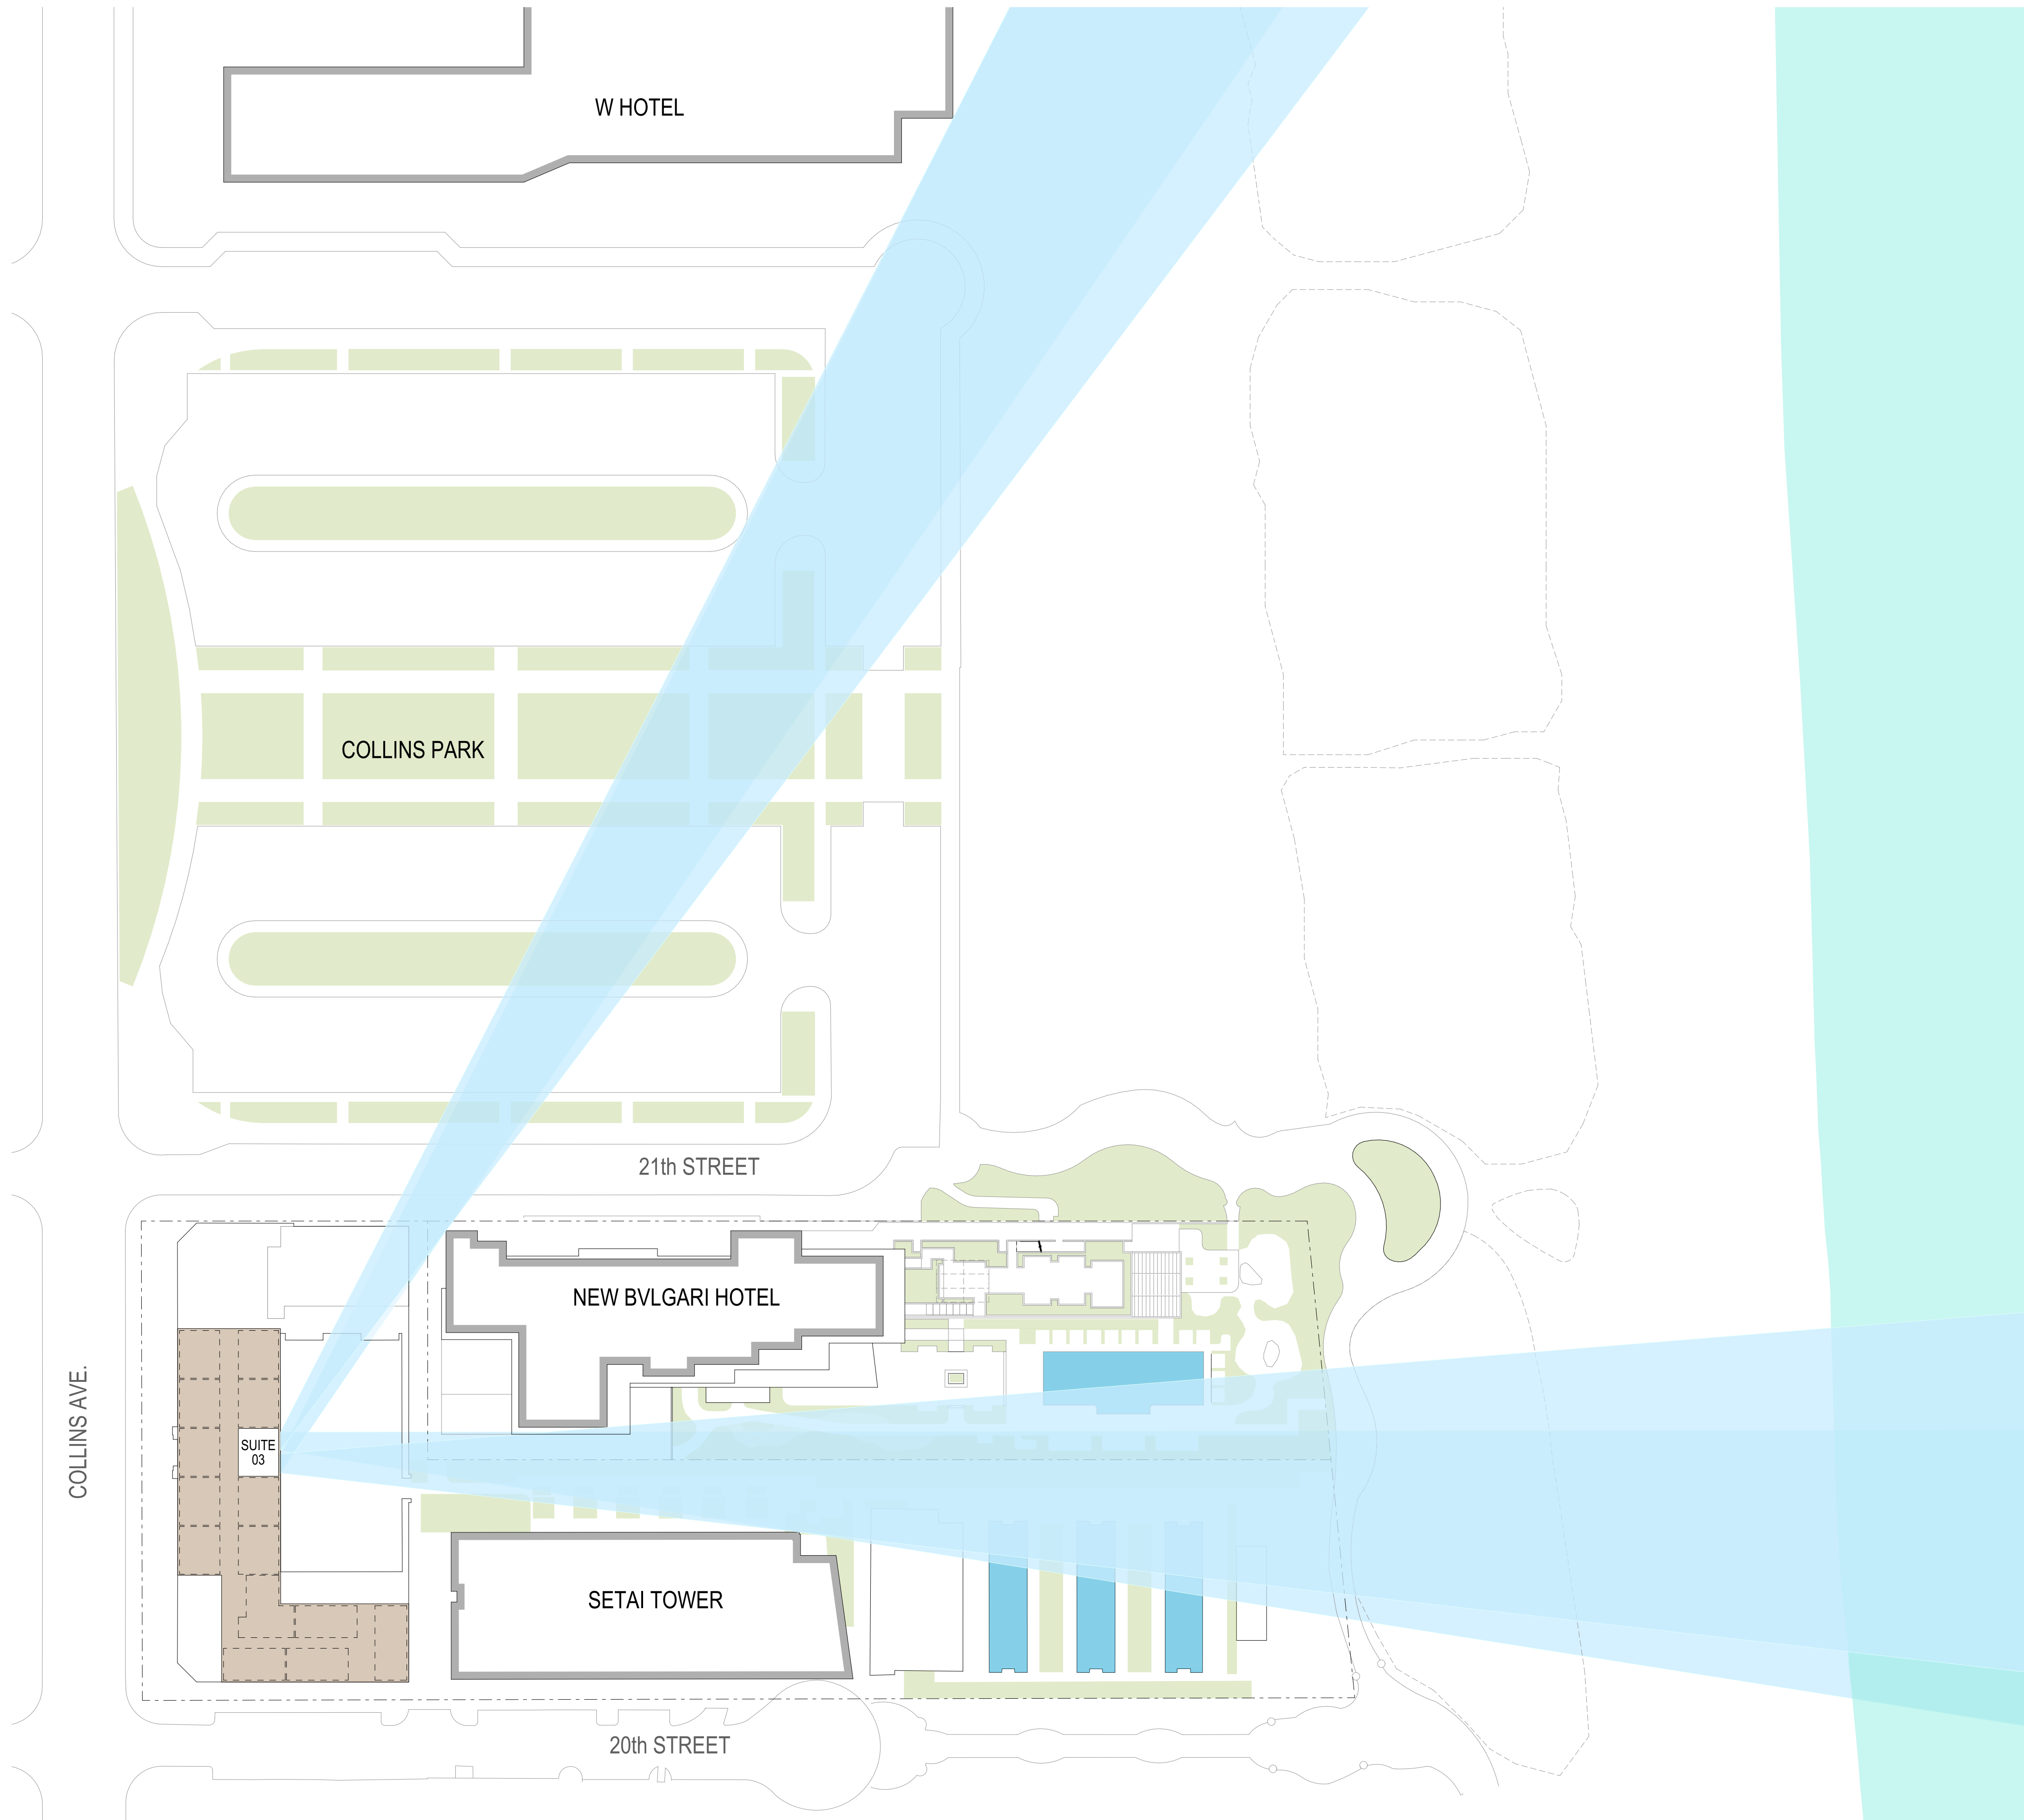 W HOTEL
COLLINS PARK
21th STREET
NEW BVLGARI HOTEL
COLLINS AVE.
SUITE
03
SETAI TOWER
20th STREET